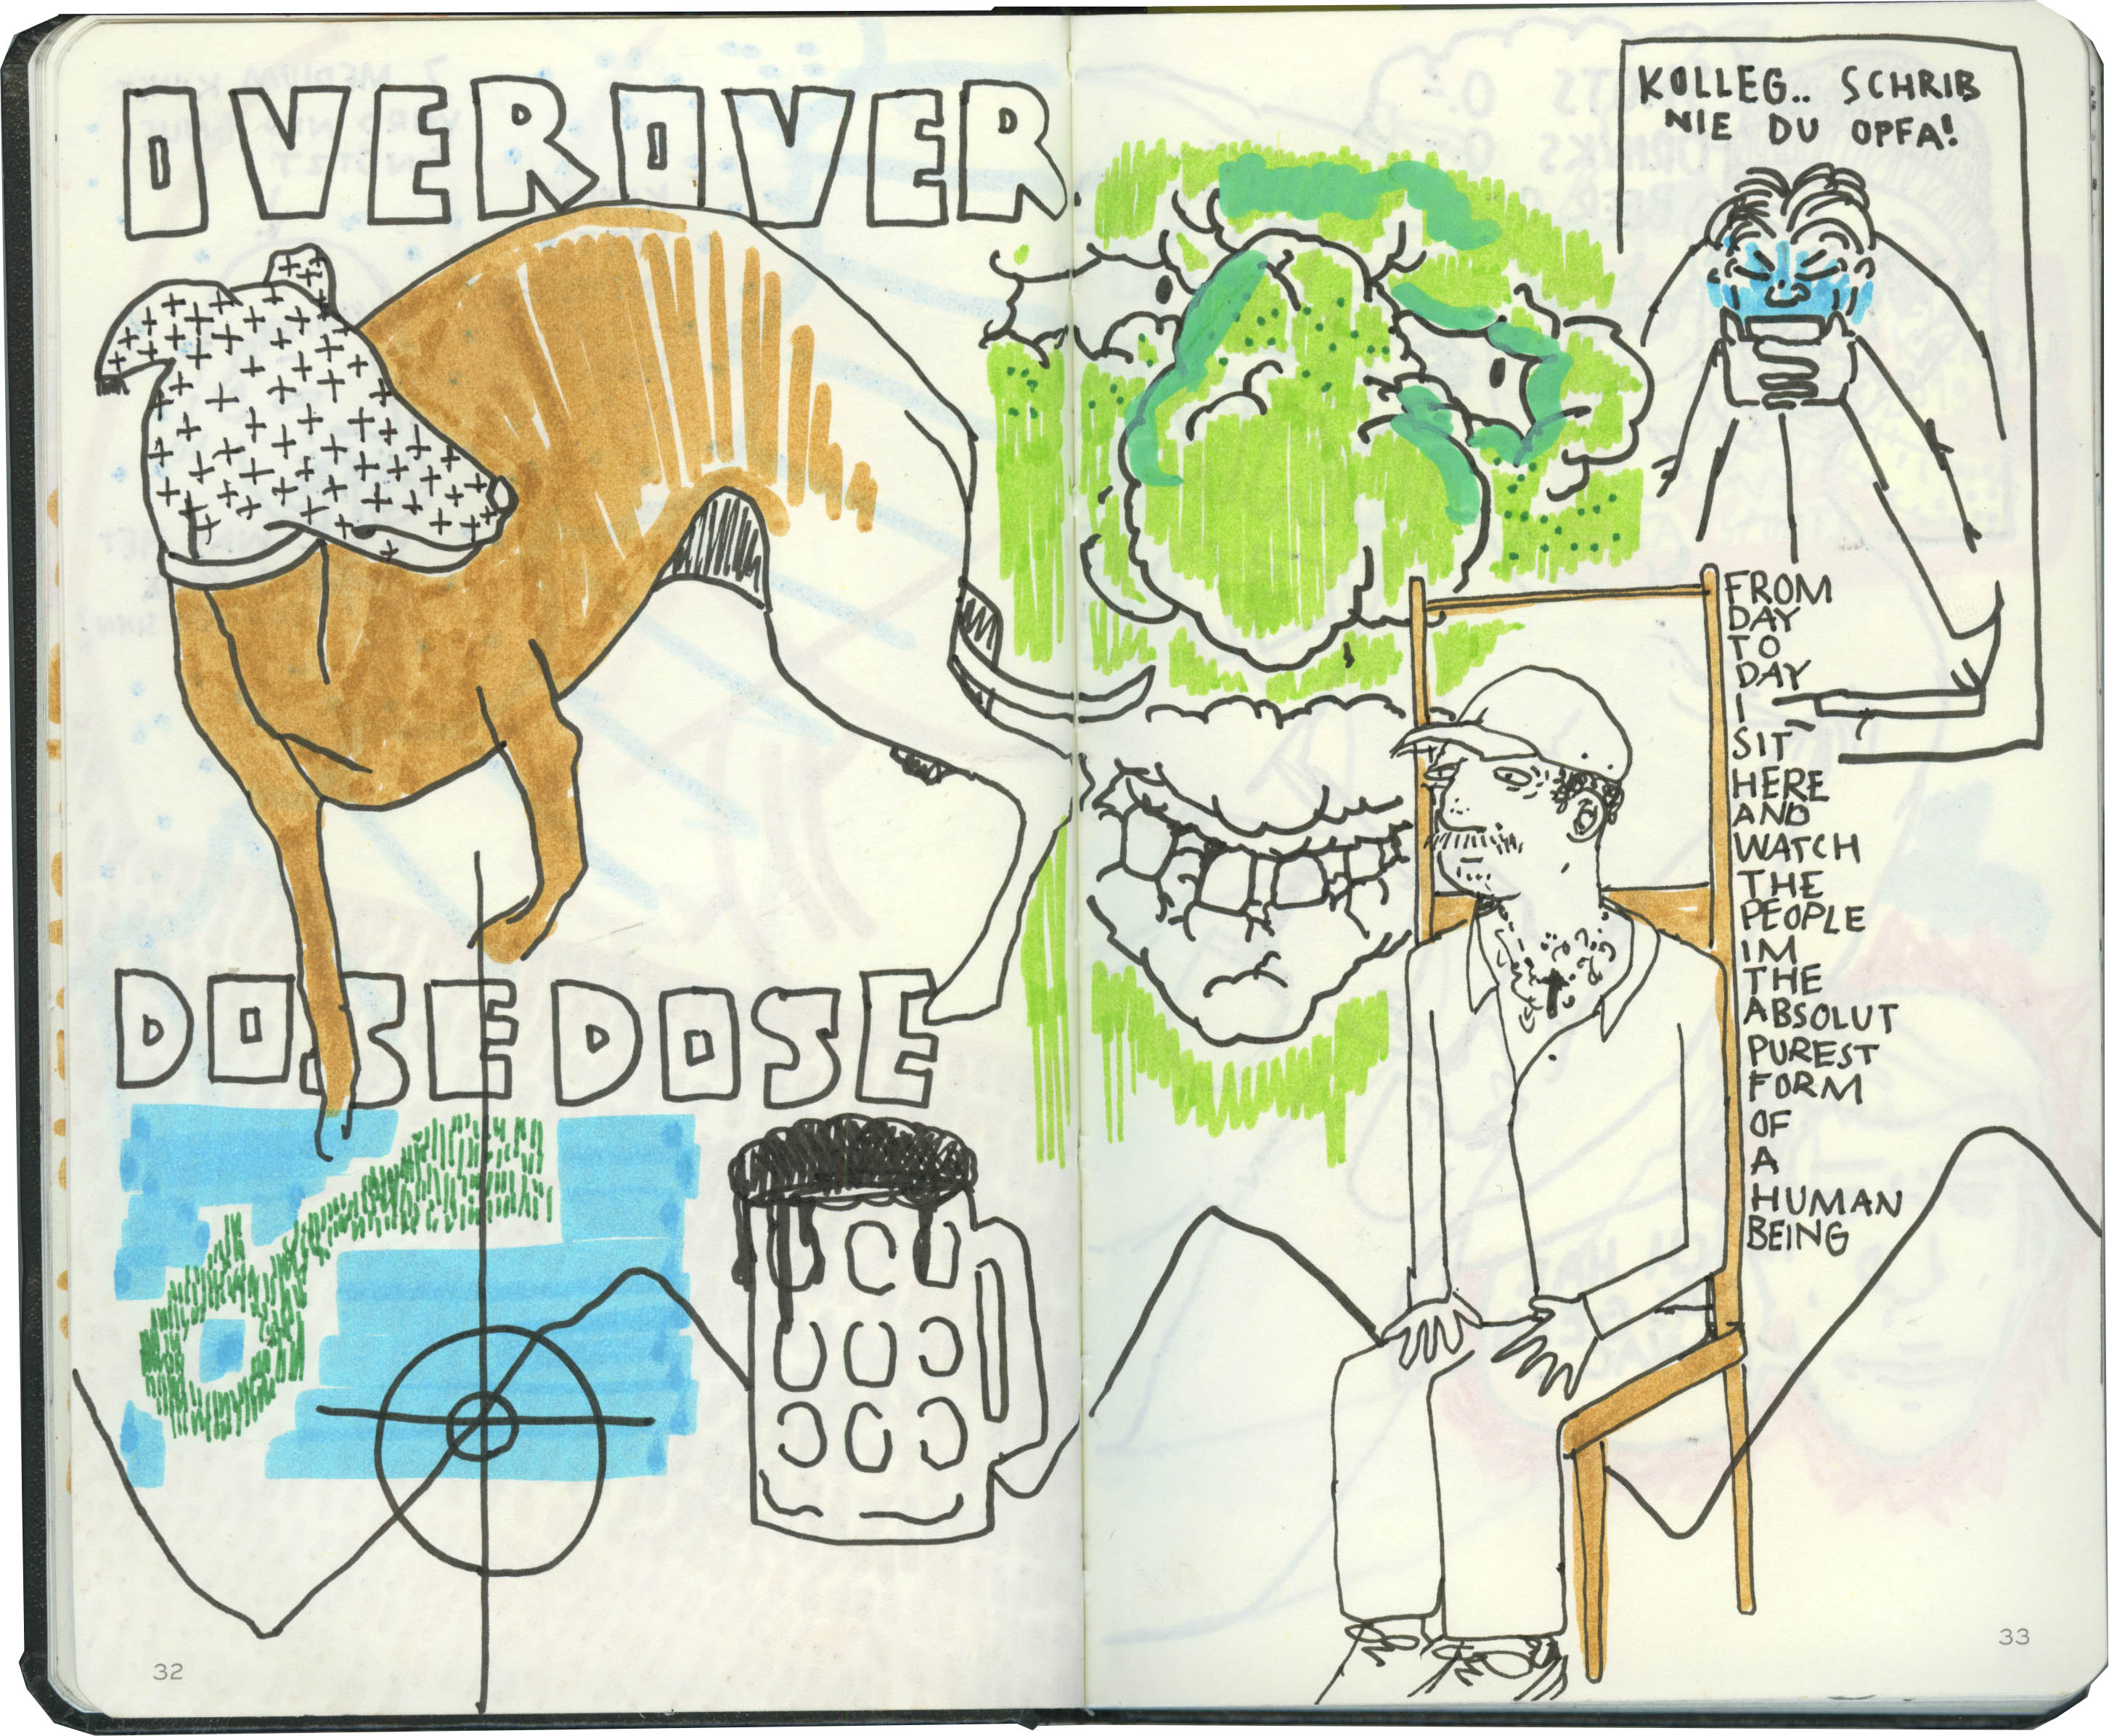 OVEROVER
DOSEDOSE
32
KOLLEG.. SCHRIB
NIE DU OPFA!
FROM
DAY
TO
DAY
I
SIT
HERE
AND
WATCH
THE
PEOPLE
IM
THE
ABSOLUT
PUREST
FORM
OF
A
HUMAN
BEING
33